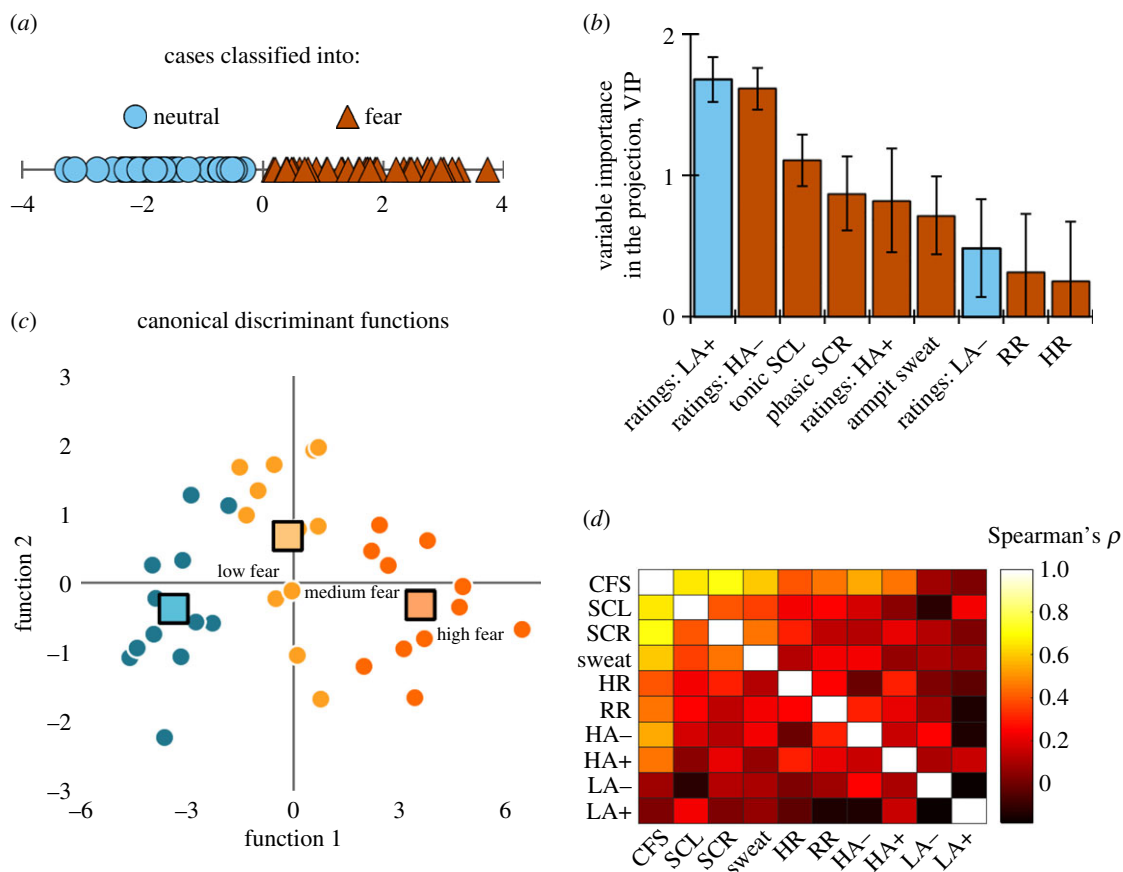 (a)
cases classified into:
neutral
fear
−4
−2
0
2
4
(b)
variable importance
in the projection, VIP
2
1
0
ratings: LA+
ratings: HA−
tonic SCL
phasic SCR
ratings: HA+
armpit sweat
ratings: LA−
RR
HR
(c)
canonical discriminant functions
function 2
3
2
1
0
−1
−2
−3
low fear
medium fear
high fear
−6
−3
0
3
6
function 1
(d)
Spearman's ρ
CFS
SCL
SCR
sweat
HR
RR
HA−
HA+
LA−
LA+
CFS
SCL
SCR
sweat
HR
RR
HA−
HA+
LA−
LA+
1.0
0.8
0.6
0.4
0.2
0